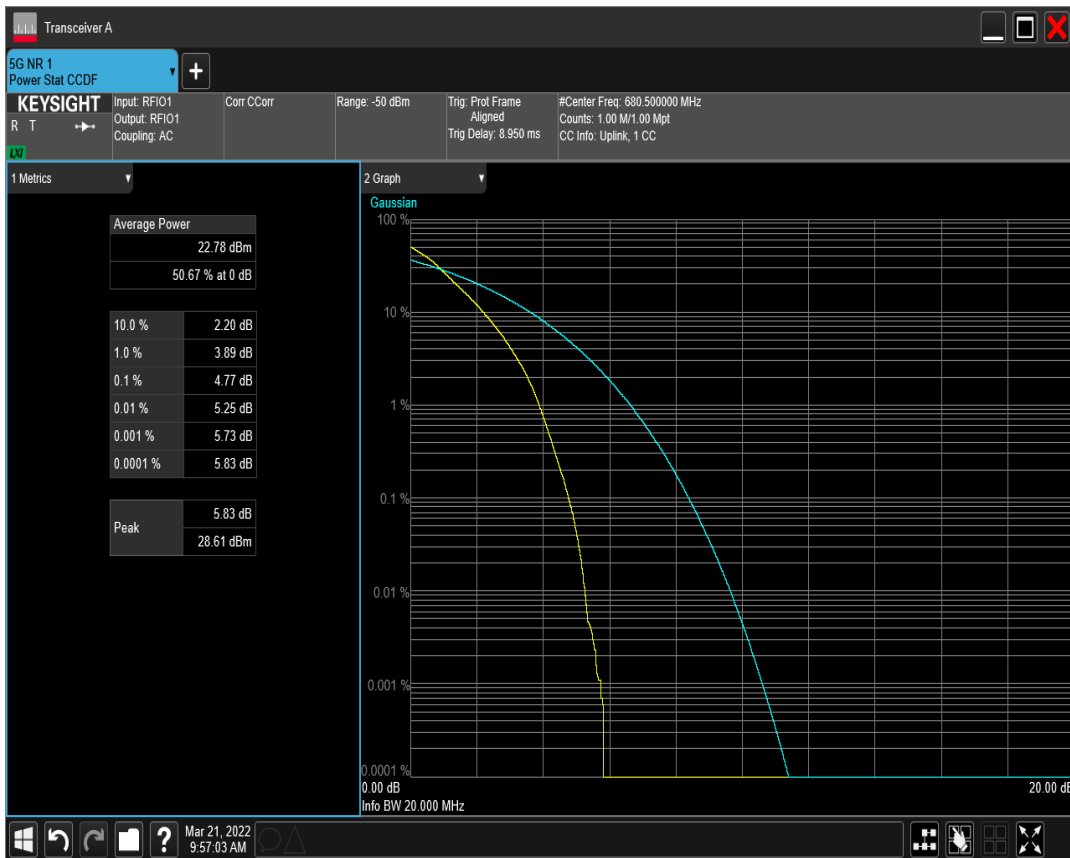 Transceiver A
5G NR 1
Power Stat CCDF
KEYSIGHT
R T
LXI
Input: RFIO1
Output: RFIO1
Coupling: AC
Corr CCorr
Range: -50 dBm
Trig: Prot Frame
Aligned
Trig Delay: 8.950 ms
#Center Freq: 680.500000 MHz
Counts: 1.00 M/1.00 Mpt
CC Info: Uplink, 1 CC
1 Metrics
Average Power
22.78 dBm
50.67 % at 0 dB
10.0 % 2.20 dB
1.0 % 3.89 dB
0.1 % 4.77 dB
0.01 % 5.25 dB
0.001 % 5.73 dB
0.0001 % 5.83 dB
Peak
5.83 dB
28.61 dBm
2 Graph
Gaussian
100 %
10 %
1 %
0.1 %
0.01 %
0.001 %
0.0001 %
0.00 dB
20.00 dB
Info BW 20.000 MHz
?
Mar 21, 2022
9:57:03 AM